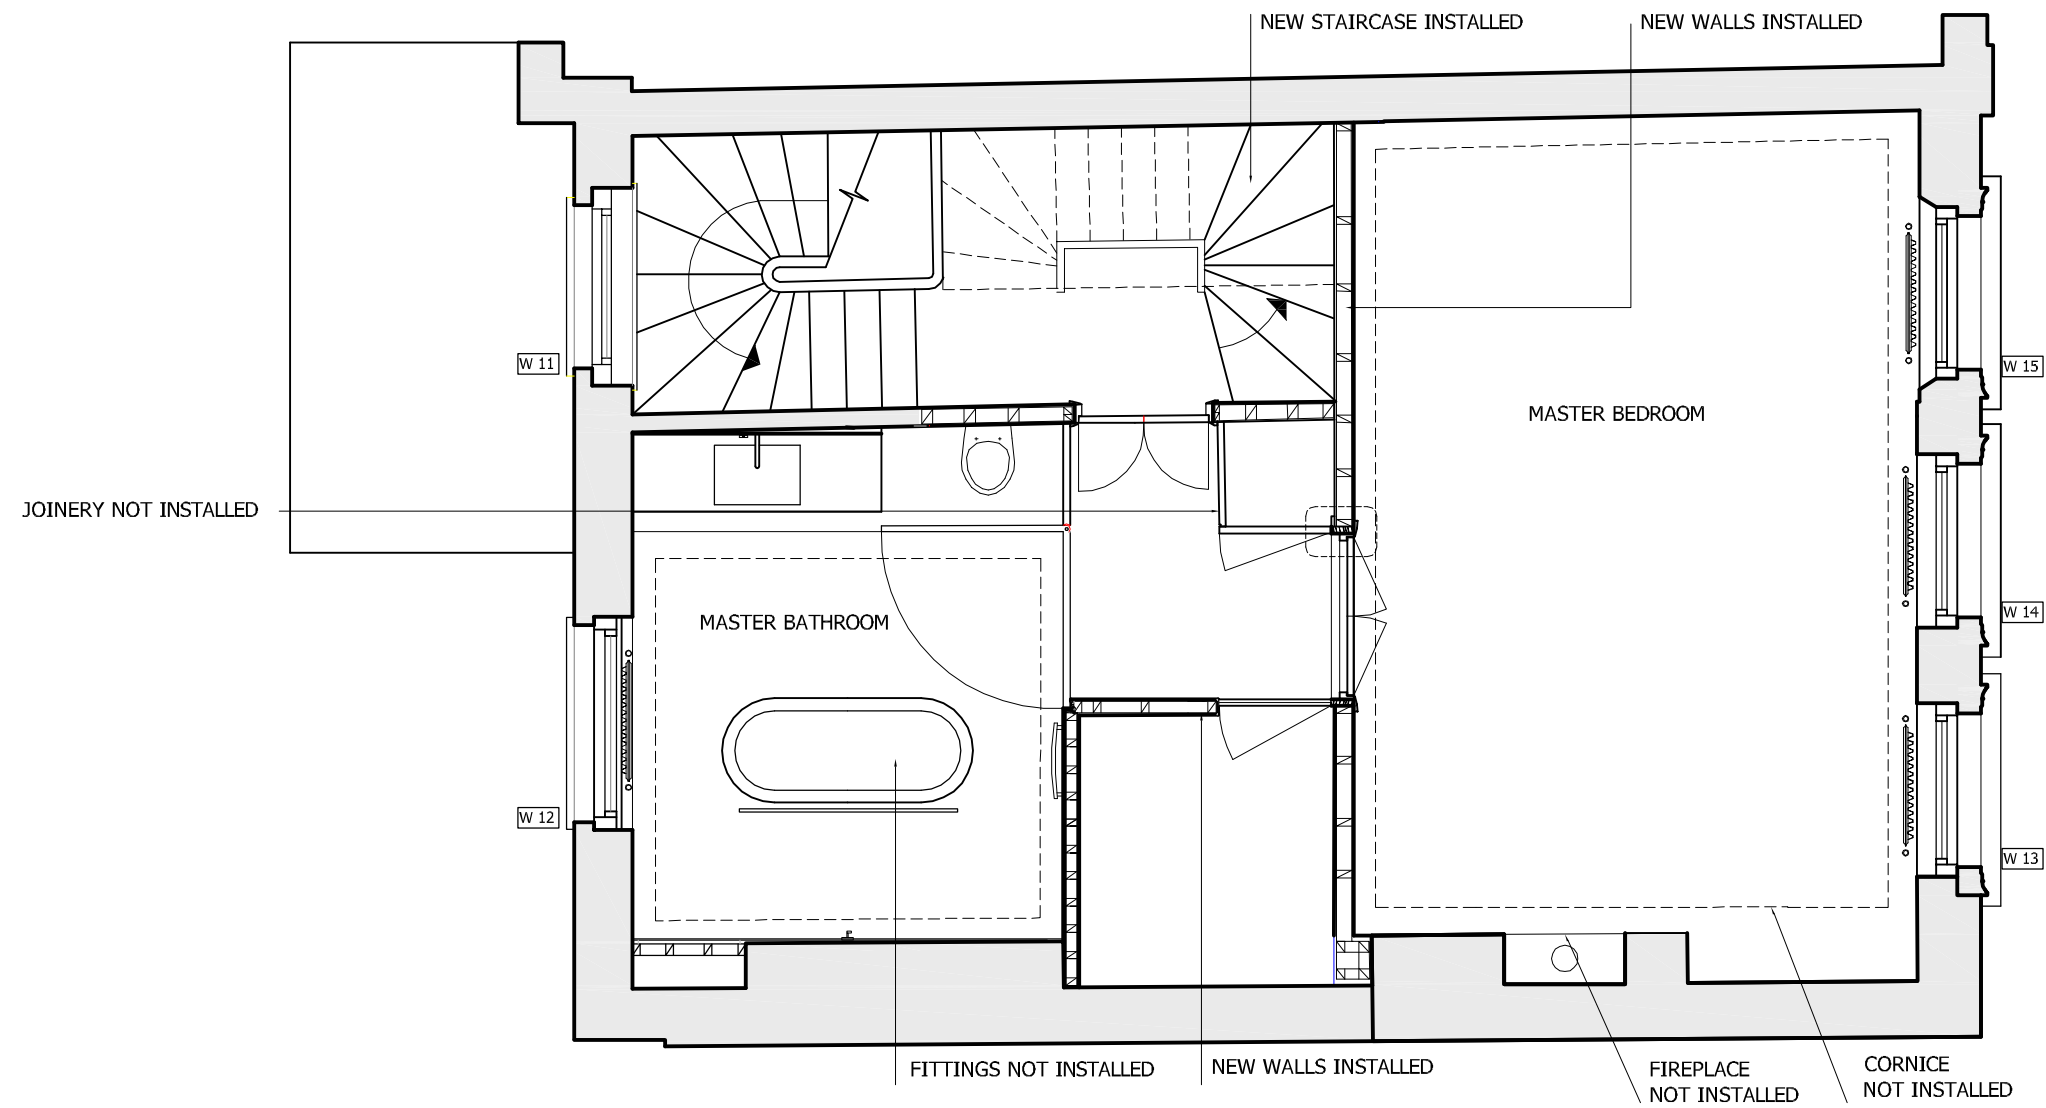 NEW STAIRCASE INSTALLED
NEW WALLS INSTALLED
W 11
W 15
MASTER BEDROOM
JOINERY NOT INSTALLED
MASTER BATHROOM
W 14
W 12
W 13
FITTINGS NOT INSTALLED
NEW WALLS INSTALLED
FIREPLACE
NOT INSTALLED
CORNICE
NOT INSTALLED